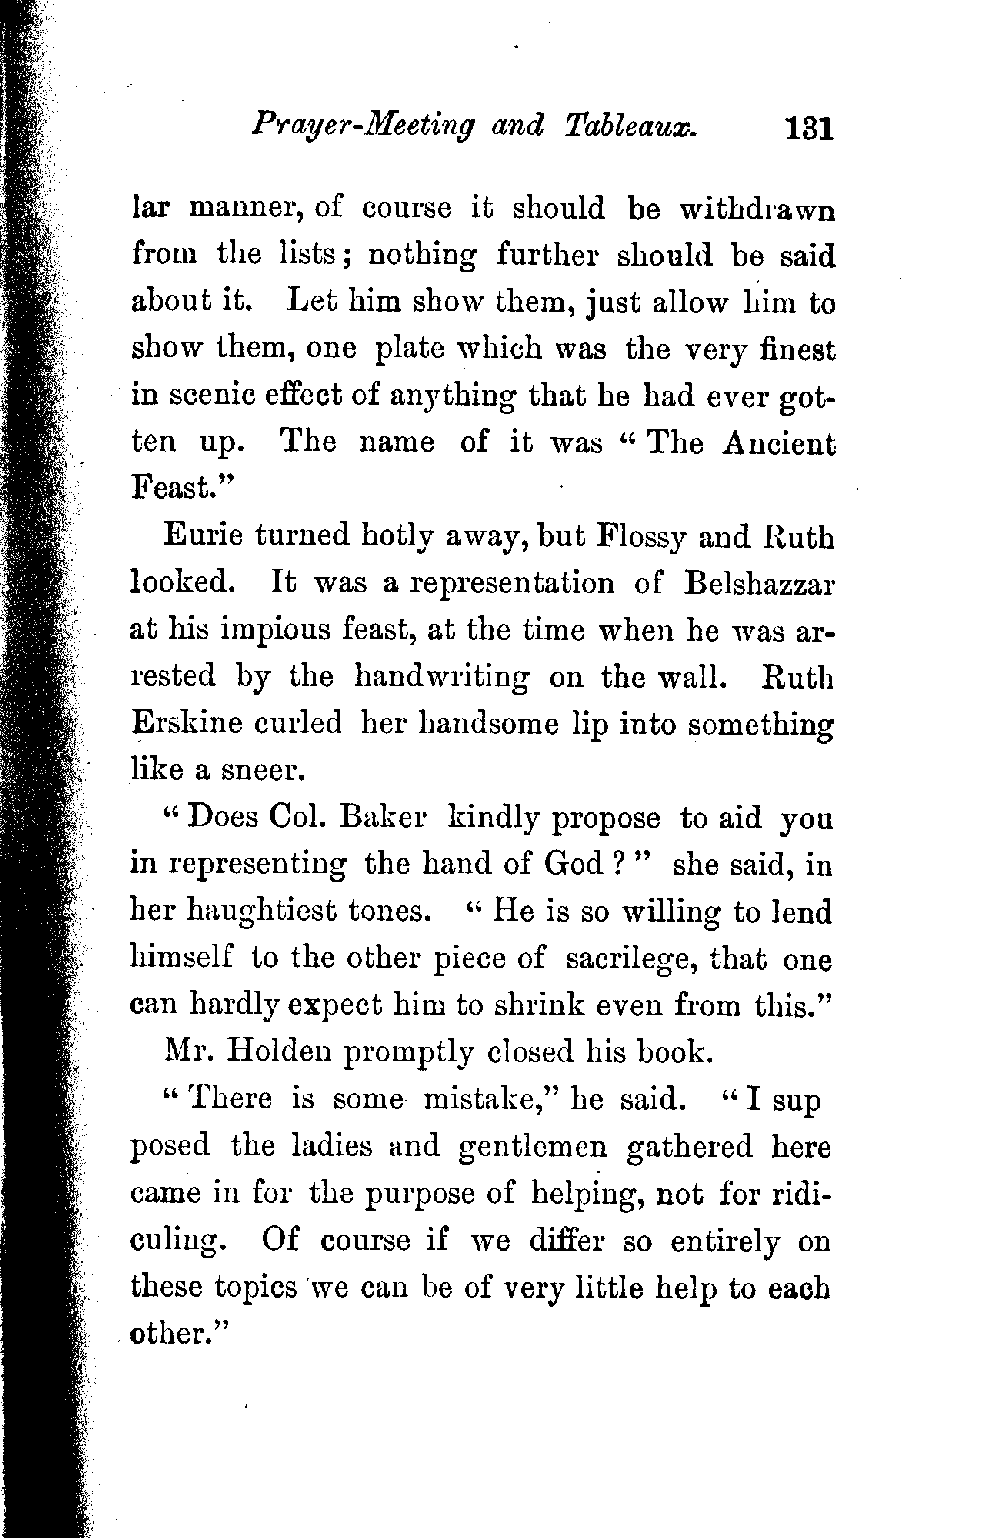 Prayer-Meeting and Tableaux. 131
lar manner, of course it should be withdrawn
from the lists; nothing further should be said
about it. Let him show them, just allow him to
show them, one plate which was the very finest
in scenic effect of anything that he had ever got-
ten up. The name of it was “ The Ancient
Feast.”
Eurie turned hotly away, but Flossy and Ruth
looked. It was a representation of Belshazzar
at his impious feast, at the time when he was ar-
rested by the handwriting on the wall. Ruth
Erskine curled her handsome lip into something
like a sneer.
“ Does Col. Baker kindly propose to aid you
in representing the hand of God ? ” she said, in
her haughtiest tones. “ He is so willing to lend
himself to the other piece of sacrilege, that one
can hardly expect him to shrink even from this.”
Mr. Holden promptly closed his book.
“ There is some mistake,” he said. “ I sup
posed the ladies and gentlemen gathered here
came in for the purpose of helping, not for ridi-
culing. Of course if we differ so entirely on
these topics we can be of very little help to each
other.”